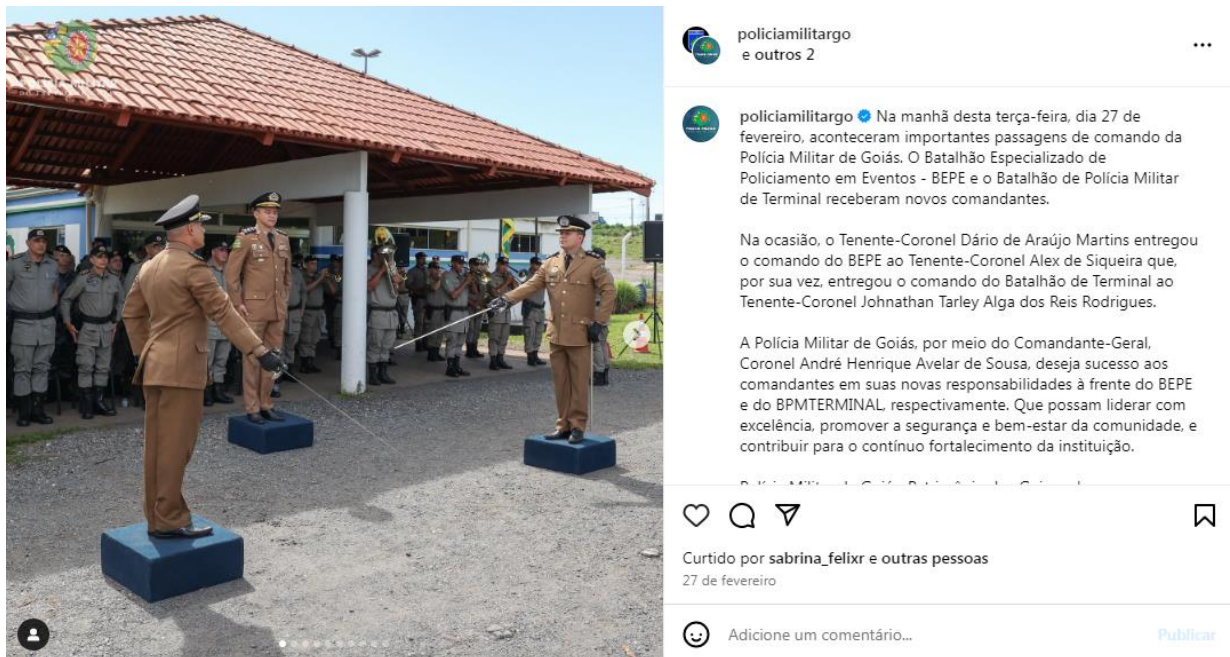 policiamilitargo
e outros 2
policiamilitargo Na manhã desta terça-feira, dia 27 de
fevereiro, aconteceram importantes passagens de comando da
Polícia Militar de Goiás. O Batalhão Especializado de
Policiamento em Eventos - BEPE e o Batalhão de Polícia Militar
de Terminal receberam novos comandantes.
Na ocasião, o Tenente-Coronel Dário de Araújo Martins entregou
o comando do BEPE ao Tenente-Coronel Alex de Siqueira que,
por sua vez, entregou o comando do Batalhão de Terminal ao
Tenente-Coronel Johnathan Tarley Alga dos Reis Rodrigues.
A Polícia Militar de Goiás, por meio do Comandante-Geral,
Coronel André Henrique Avelar de Sousa, deseja sucesso aos
comandantes em suas novas responsabilidades à frente do BEPE
e do BPMTERMINAL, respectivamente. Que possam liderar com
excelência, promover a segurança e bem-estar da comunidade, e
contribuir para o contínuo fortalecimento da instituição.
Curtido por sabrina_felixr e outras pessoas
27 de fevereiro
Adicione um comentário...
Publicar